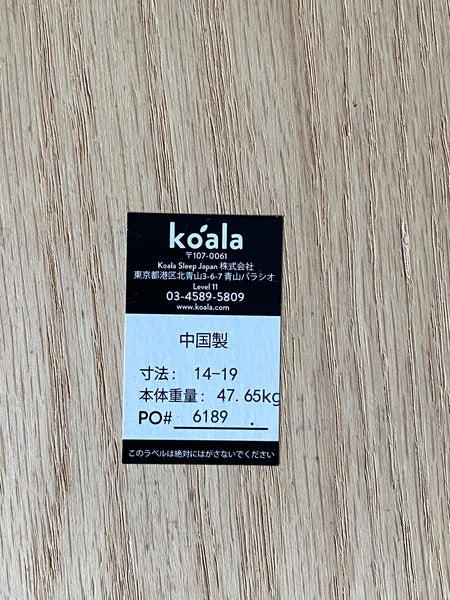 koala
〒107-0061
Koala Sleep Japan 株式会社
東京都港区北青山3-6-7 青山パラシオ
Level 11
03-4589-5809
www.koala.com
中国製
寸法: 14-19
本体重量: 47.65kg
PO# 6189 .
このラベルは絶対にはがさないでください